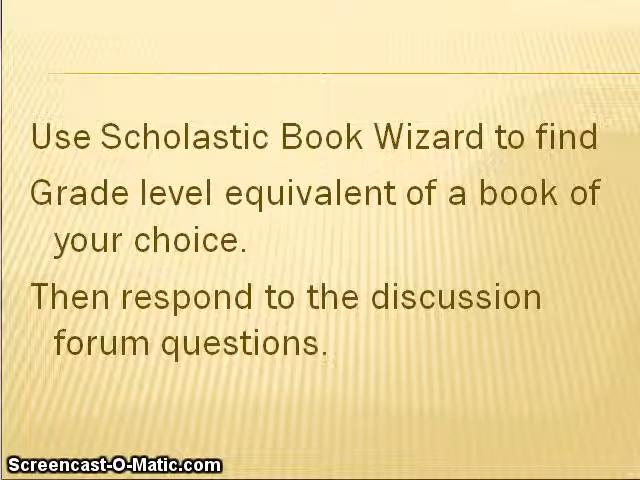 Use Scholastic Book Wizard to find
Grade level equivalent of a book of
your choice.
Then respond to the discussion
forum questions.
Screencast-O-Matic.com